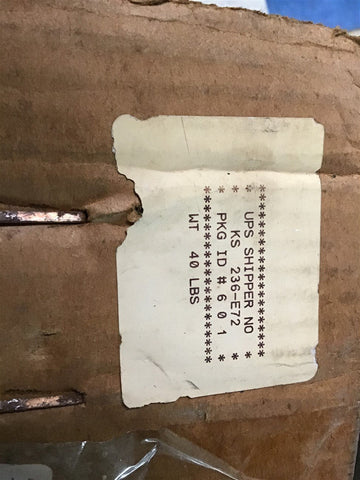 *********************
* UPS SHIPPER NO *
* KS 236-E72 *
* PKG ID # 6 0 1 *
*********************
WT 40 LBS